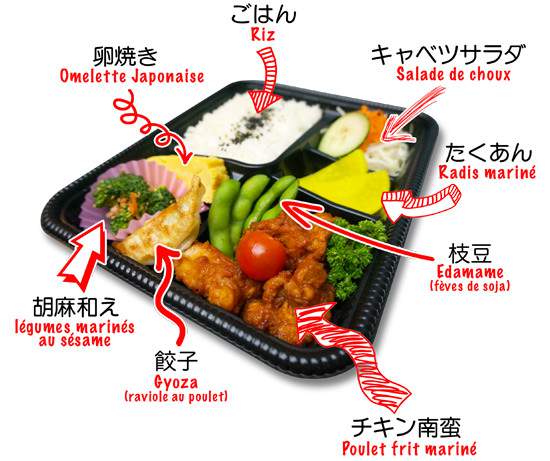 ごはん
Riz
卵焼き
Omelette Japonaise
キャベツサラダ
Salade de choux
たくあん
Radis mariné
枝豆
Edamame
(fèves de soja)
胡麻和え
légumes marinés
au sésame
餃子
Gyoza
(raviole au poulet)
チキン南蛮
Poulet frit mariné